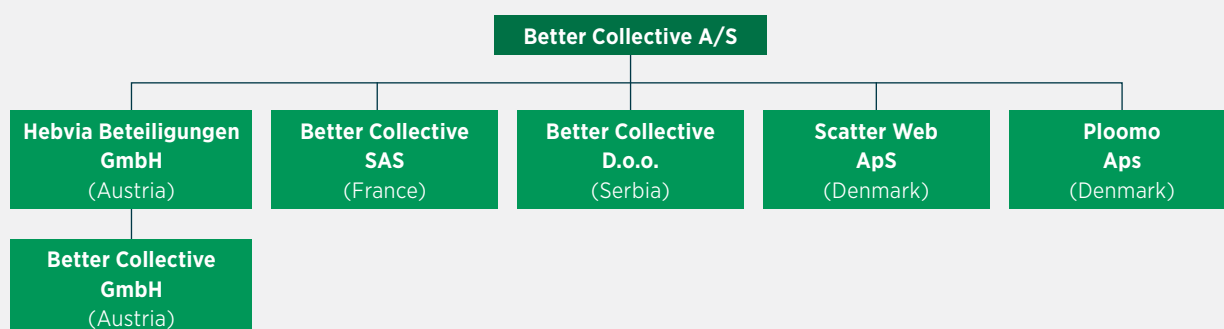 Better Collective A/S
Hebvia Beteiligungen
GmbH
(Austria)
Better Collective
SAS
(France)
Better Collective
D.o.o.
(Serbia)
Scatter Web
ApS
(Denmark)
Ploomo
Aps
(Denmark)
Better Collective
GmbH
(Austria)